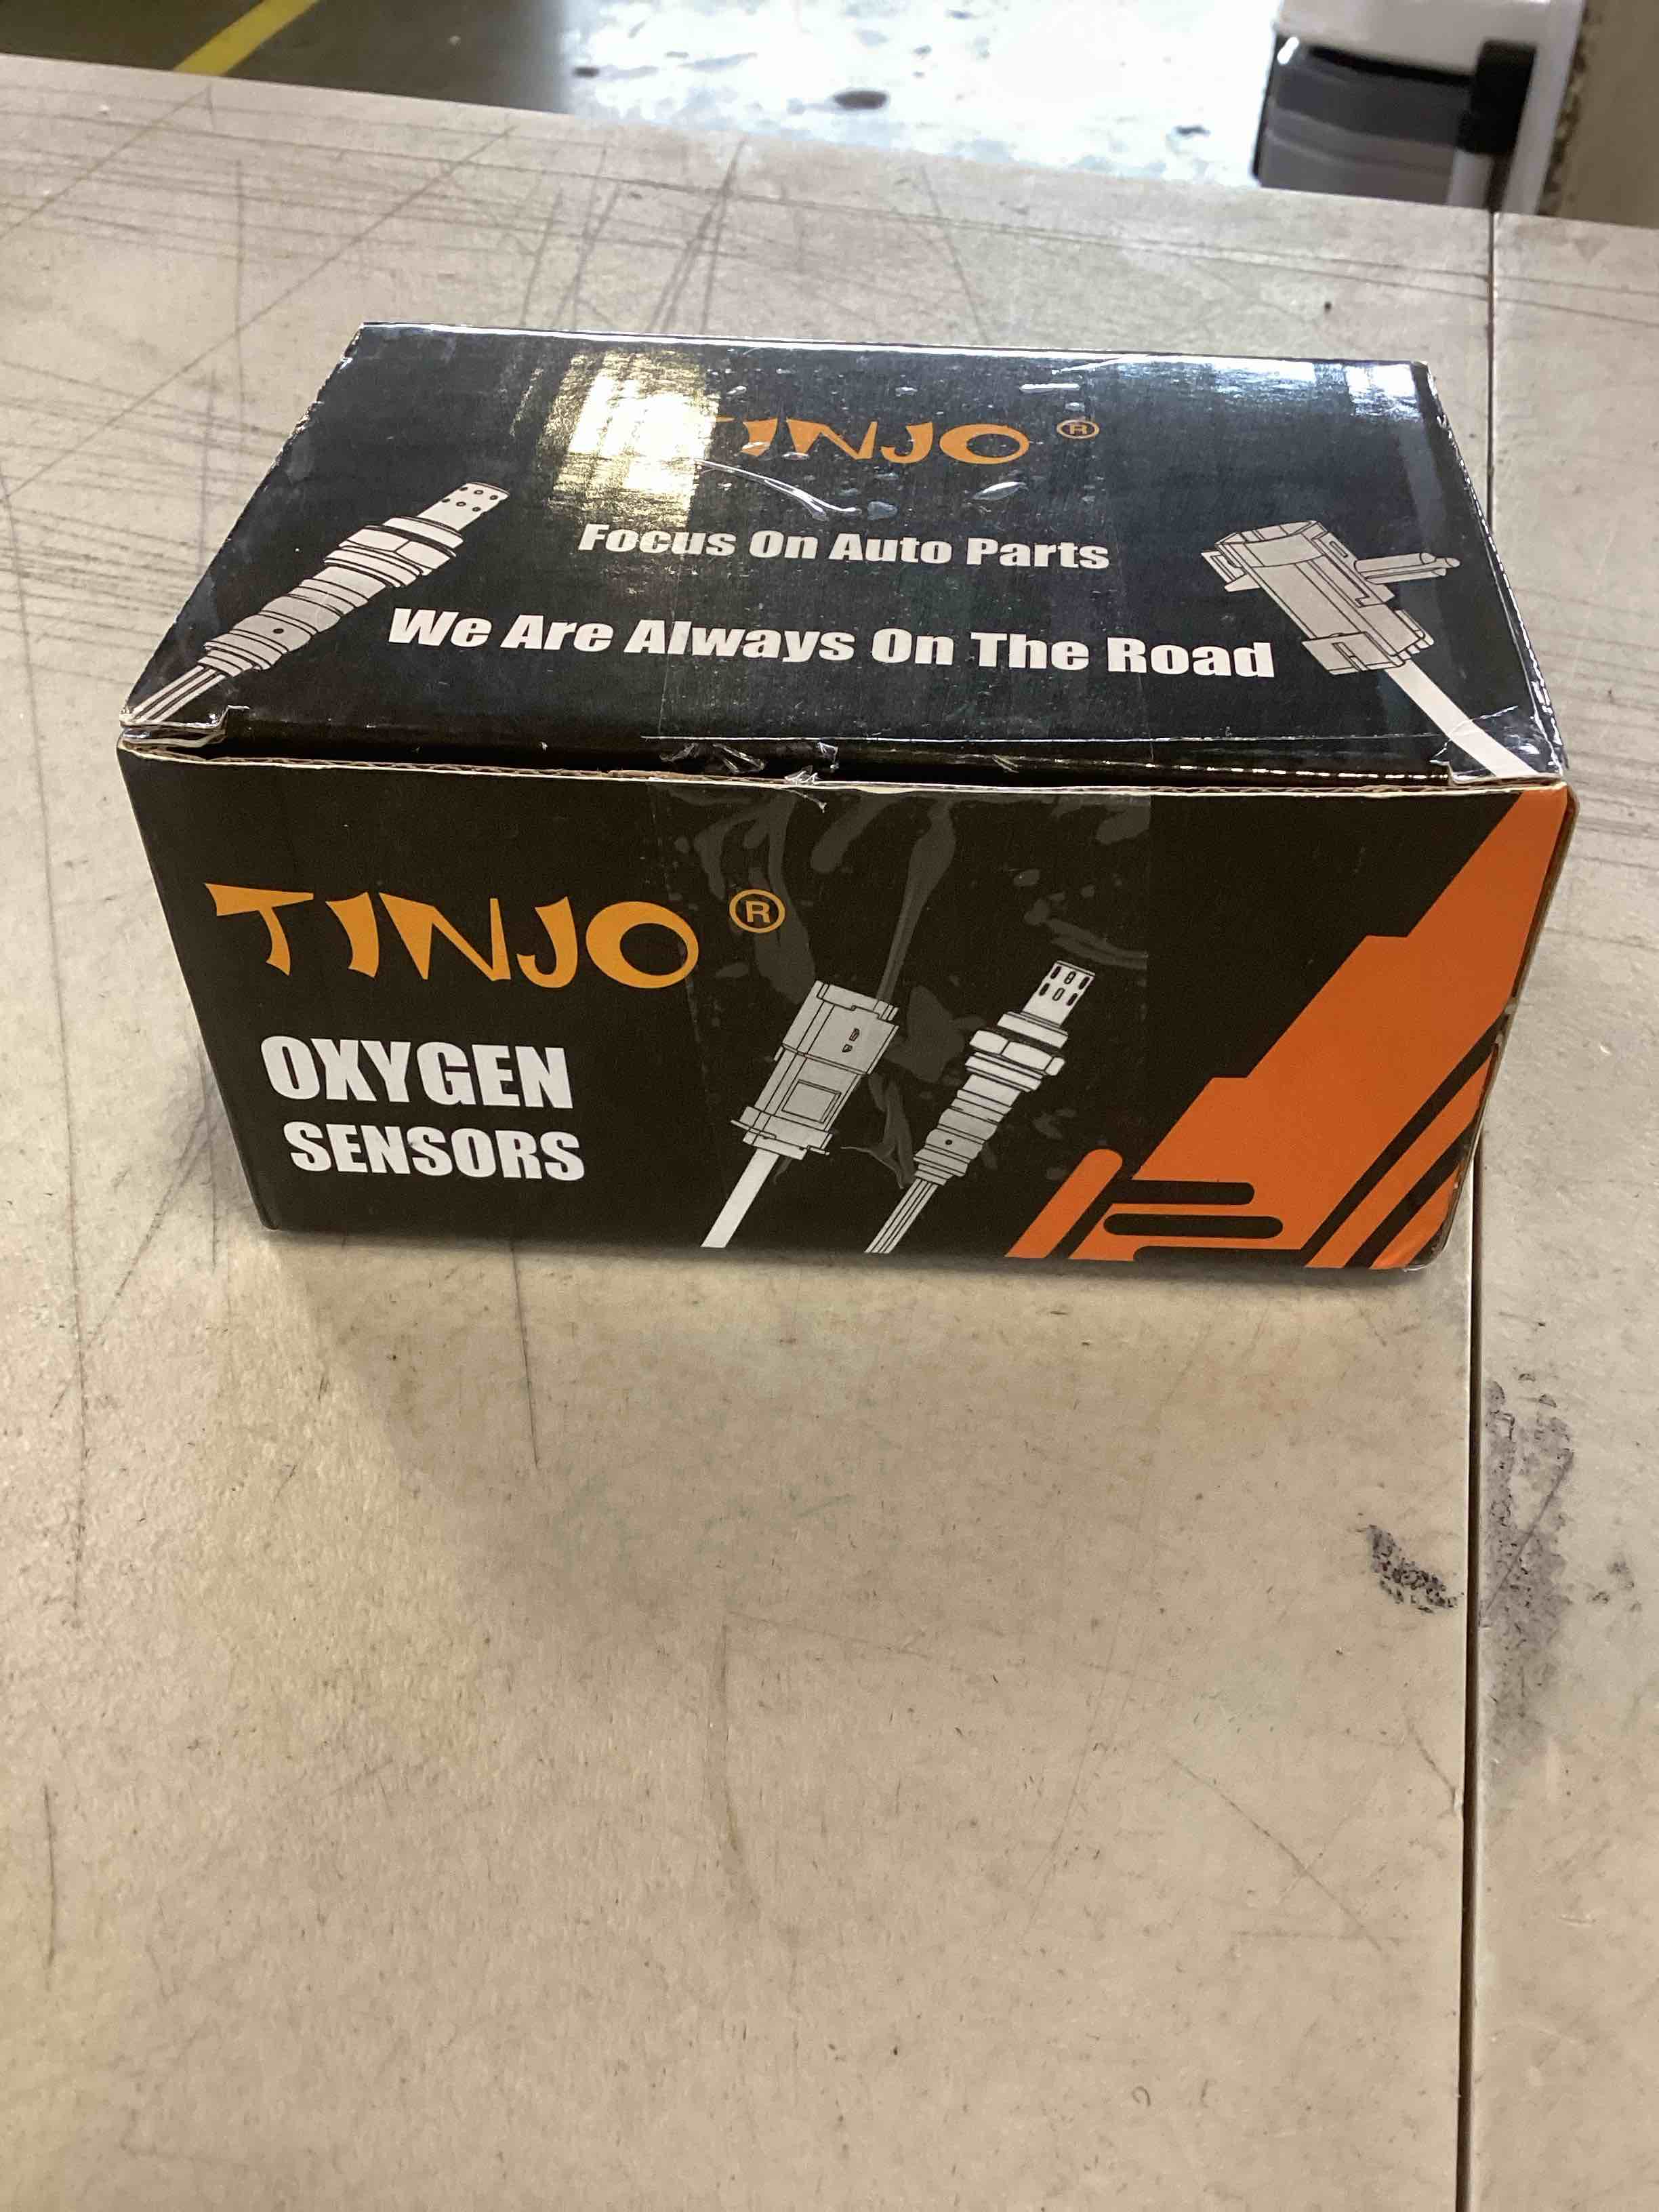 TINJO ®
Focus On Auto Parts
We Are Always On The Road
TINJO ®
OXYGEN
SENSORS